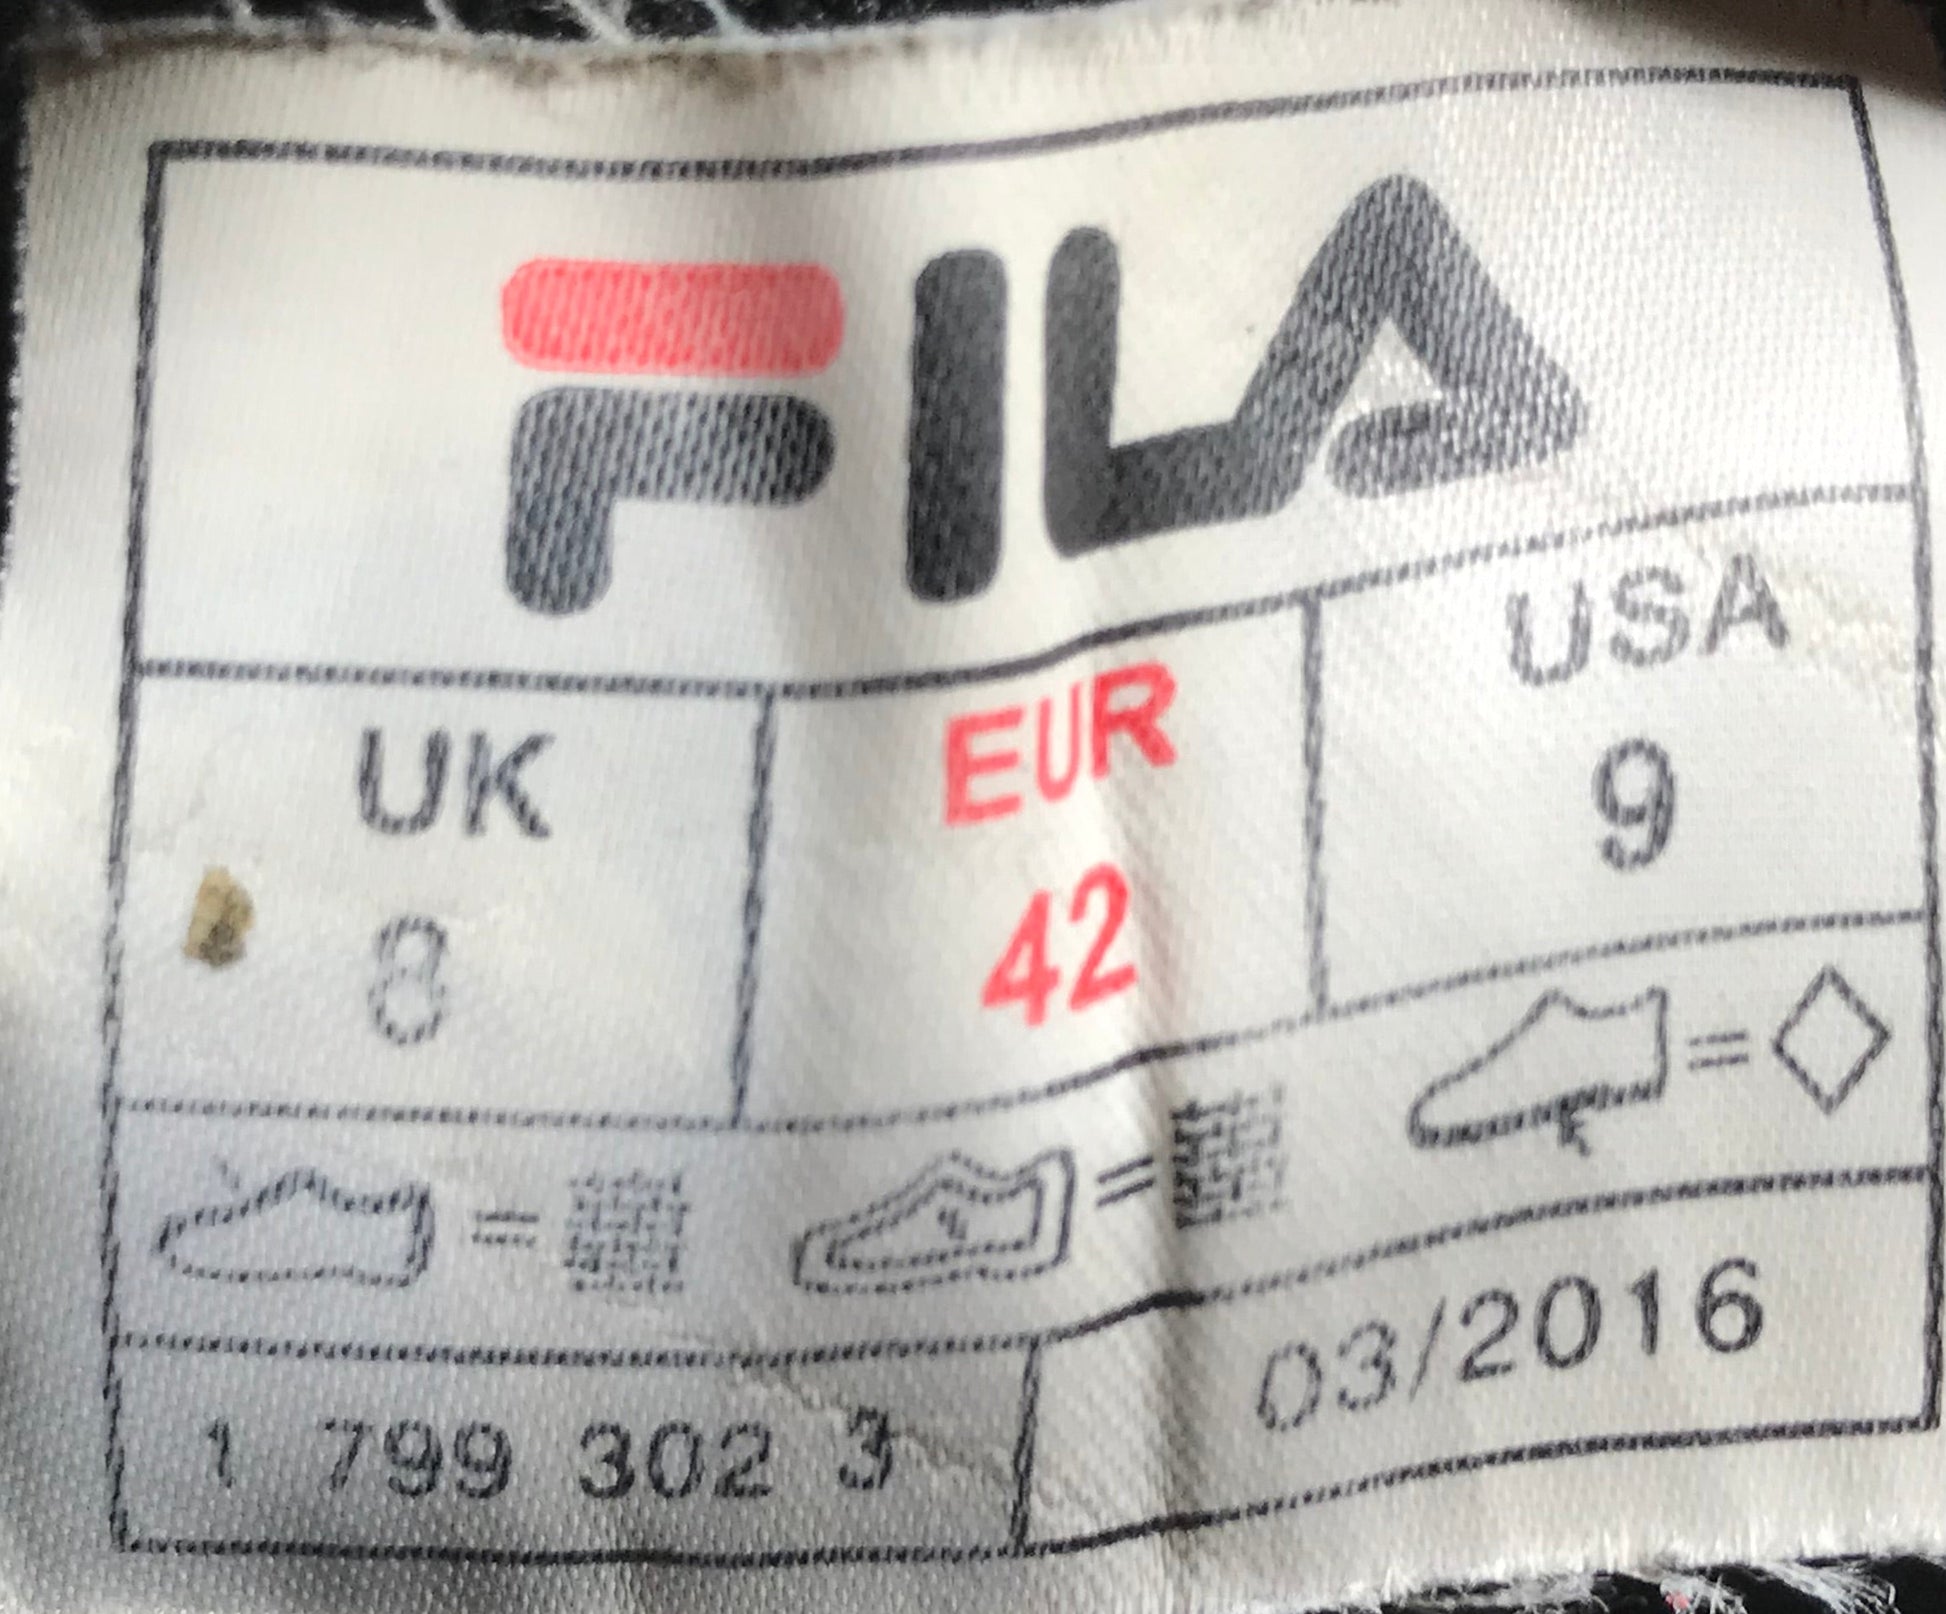 FILA
UK EUR USA
8 42 9
= = =
1 799 302 3 03/2016